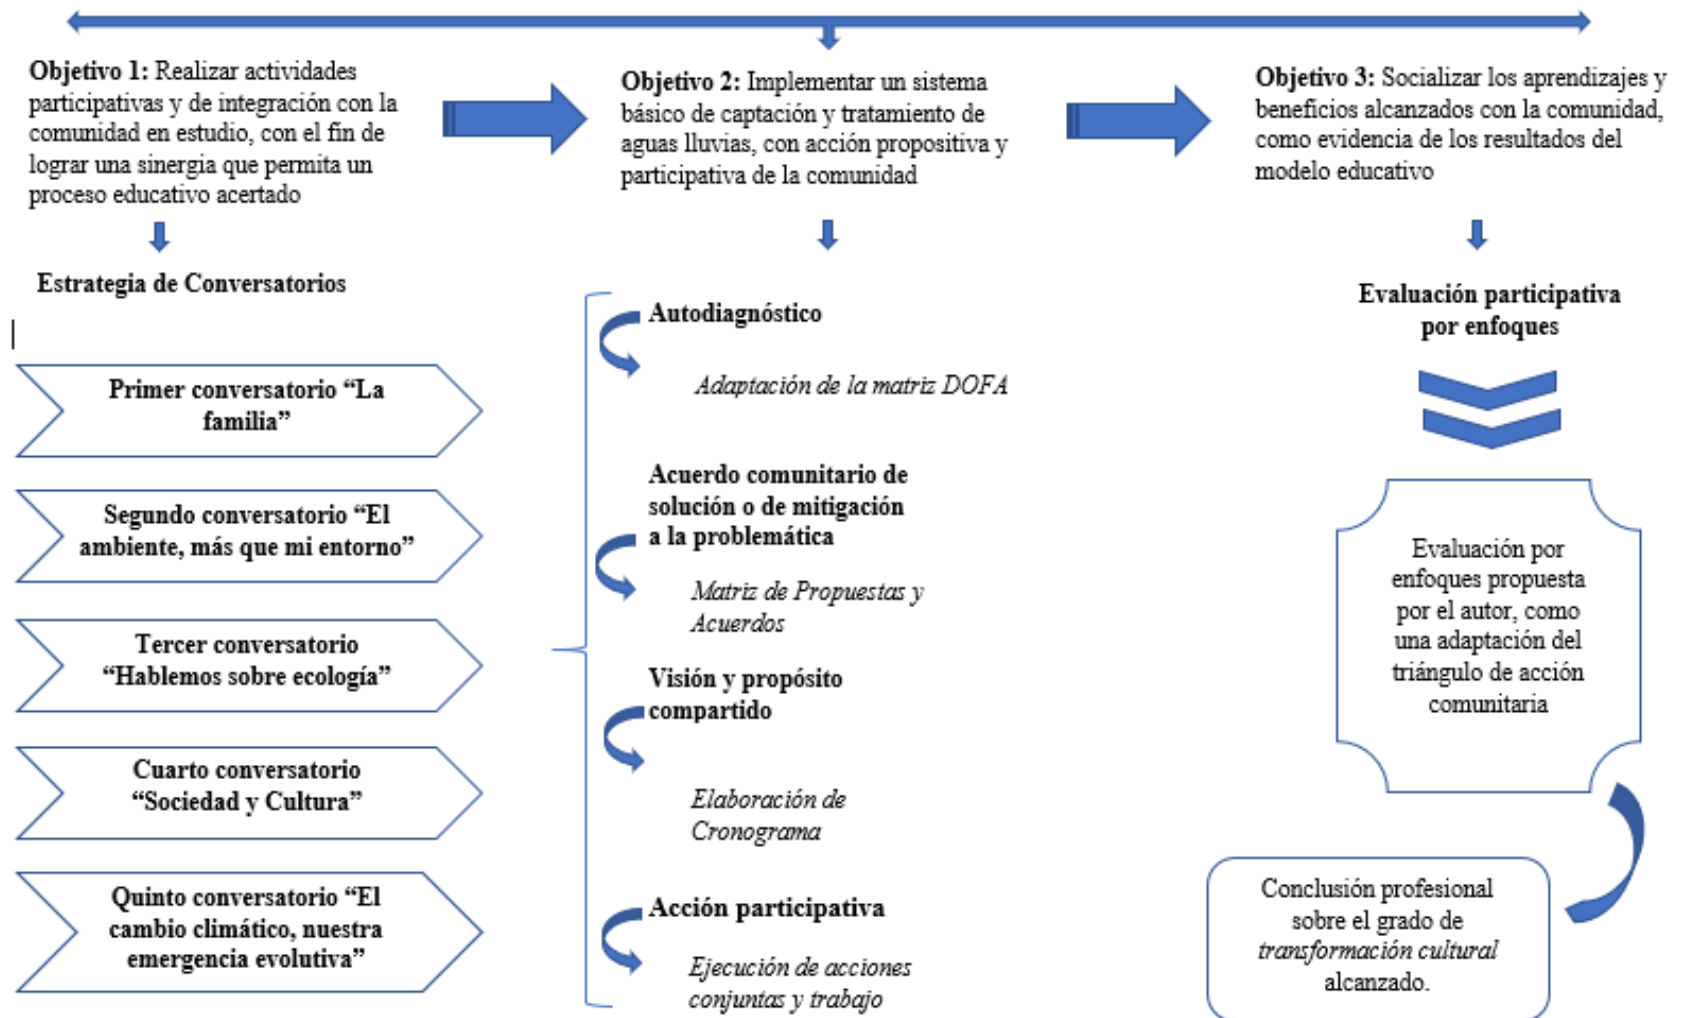 Objetivo 1: Realizar actividades
participativas y de integración con la
comunidad en estudio, con el fín de
lograr una sinergia que permita un
proceso educativo acertado
Estrategia de Conversatorios
Primer conversatorio “La
familia”
Segundo conversatorio “El
ambiente, más que mi entorno”
Tercer conversatorio
“Hablemos sobre ecología”
Cuarto conversatorio
“Sociedad y Cultura”
Quinto conversatorio “El
cambio climático, nuestra
emergencia evolutiva”
Objetivo 2: Implementar un sistema
básico de captación y tratamiento de
aguas lluvias, con acción propositiva y
participativa de la comunidad
Autodiagnóstico
Adaptación de la matriz DOFA
Acuerdo comunitario de
solución o de mitigación
a la problemática
Matriz de Propuestas y
Acuerdos
Visión y propósito
compartido
Elaboración de
Cronograma
Acción participativa
Ejecución de acciones
conjuntas y trabajo
Objetivo 3: Socializar los aprendizajes y
beneficios alcanzados con la comunidad,
como evidencia de los resultados del
modelo educativo
Evaluación participativa
por enfoques
Evaluación por
enfoques propuesta
por el autor, como
una adaptación del
triángulo de acción
comunitaria
Conclusión profesional
sobre el grado de
transformación cultural
alcanzado.